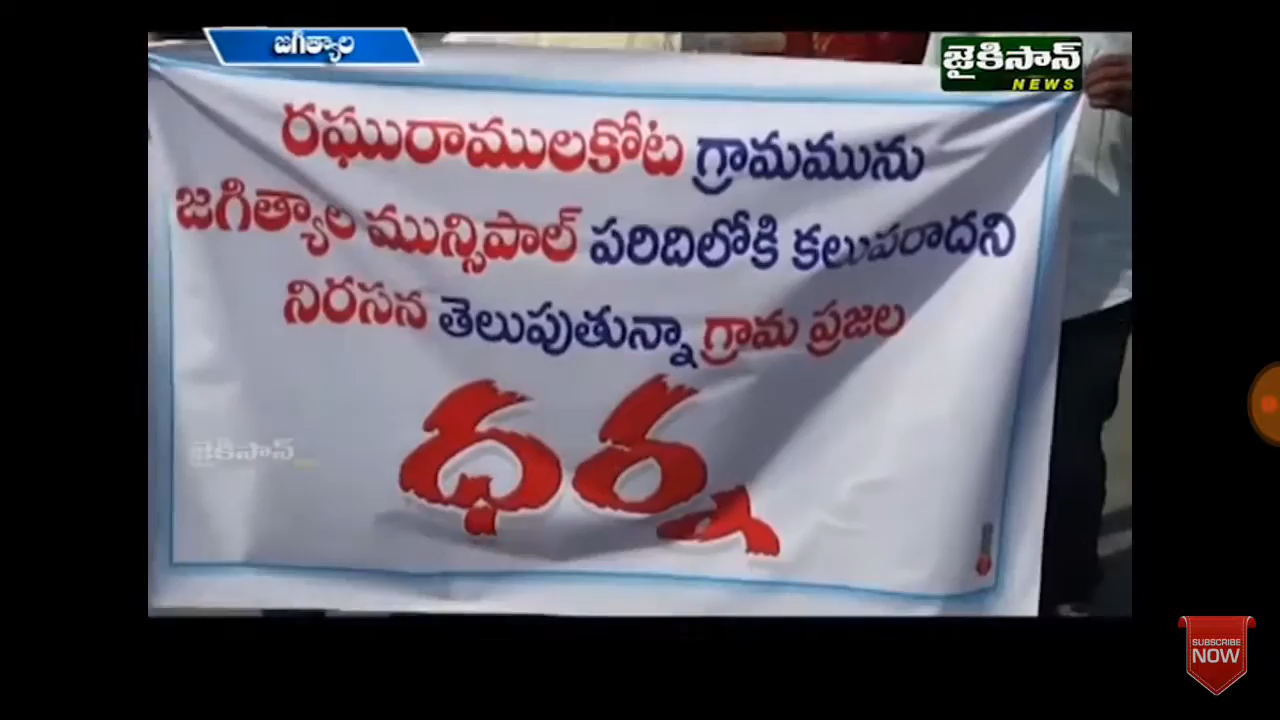 జగిత్యాల
జైకిసాన్
NEWS
రఘురాములకోట గ్రామమును
జగిత్యాల మున్సిపాల్ పరిదిలోకి కలుపరాదని
నిరసన తెలుపుతున్నా గ్రామ ప్రజల
ధర్న
జైకిసాన్
SUBSCRIBE
NOW